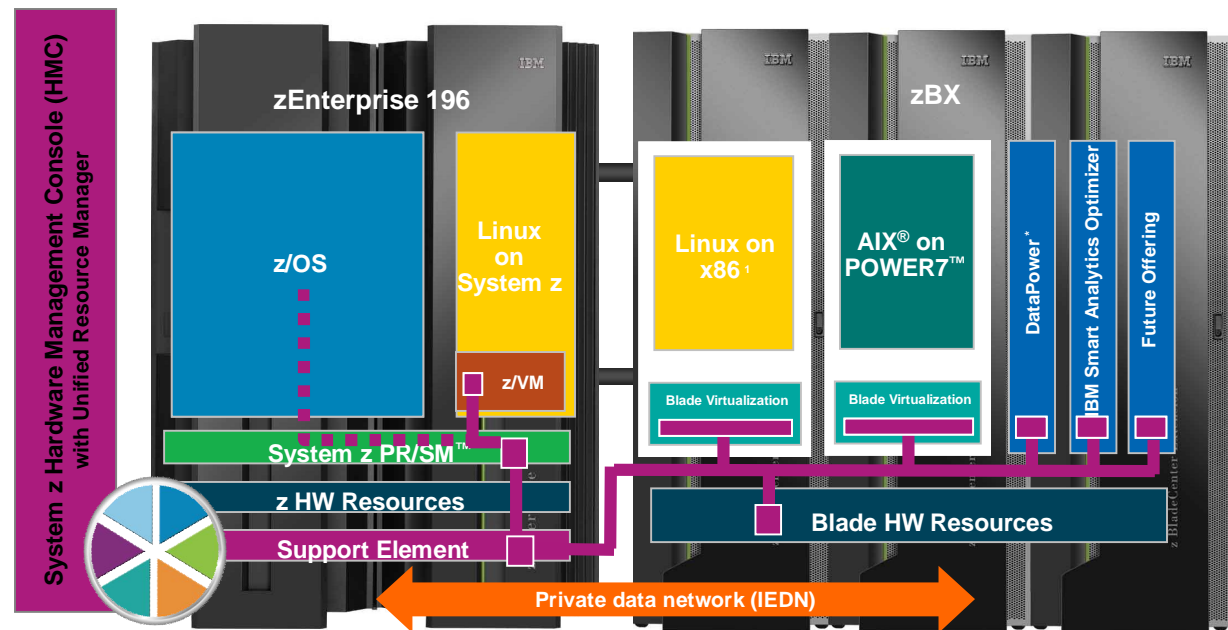 System z Hardware Management Console (HMC)
with Unified Resource Manager
IBM
IBM
IBM
IBM
zEnterprise 196
zBX
z/OS
Linux
on
System z
z/VM
Linux on
x86 1
AIX® on
POWER7™
DataPower*
IBM Smart Analytics Optimizer
Future Offering
Blade Virtualization
Blade Virtualization
System z PR/SM™
z HW Resources
Support Element
Blade HW Resources
z BladeCenter
Private data network (IEDN)